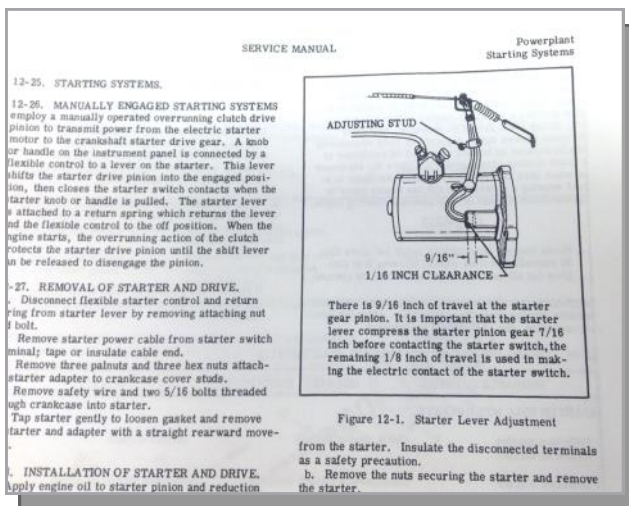 SERVICE MANUAL
Powerplant
Starting Systems
12-25. STARTING SYSTEMS.
12-26. MANUALLY ENGAGED STARTING SYSTEMS
employ a manually operated overrunning clutch drive
pinion to transmit power from the electric starter
motor to the crankshaft starter drive gear. A knob
or handle on the instrument panel is connected by a
flexible control to a lever on the starter. This lever
shifts the starter drive pinion into the engaged posi-
tion, then closes the starter switch contacts when the
starter knob or handle is pulled. The starter lever
s attached to a return spring which returns the lever
nd the flexible control to the off position. When the
ngine starts, the overrunning action of the clutch
rotects the starter drive pinion until the shift lever
an be released to disengage the pinion.
-27. REMOVAL OF STARTER AND DRIVE.
. Disconnect flexible starter control and return
ring from starter lever by removing attaching nut
d bolt.
Remove starter power cable from starter switch
minal; tape or insulate cable end.
Remove three palnuts and three hex nuts attach-
starter adapter to crankcase cover studs.
Remove safety wire and two 5/16 bolts threaded
ugh crankcase into starter.
Tap starter gently to loosen gasket and remove
tarter and adapter with a straight rearward move-
. INSTALLATION OF STARTER AND DRIVE.
Apply engine oil to starter pinion and reduction
ADJUSTING STUD
9/16"
1/16 INCH CLEARANCE
There is 9/16 inch of travel at the starter
gear pinion. It is important that the starter
lever compress the starter pinion gear 7/16
inch before contacting the starter switch, the
remaining 1/8 inch of travel is used in mak-
ing the electric contact of the starter switch.
Figure 12-1. Starter Lever Adjustment
from the starter. Insulate the disconnected terminals
as a safety precaution.
b. Remove the nuts securing the starter and remove
the starter.